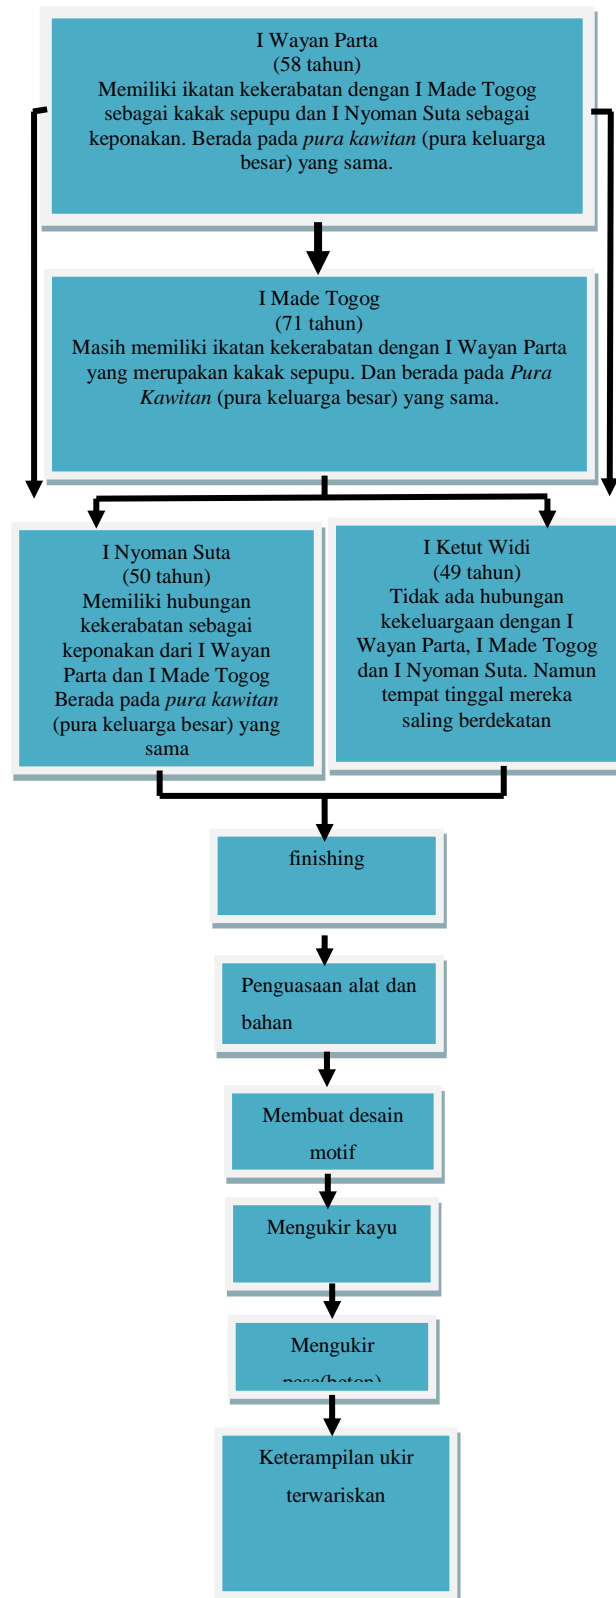 I Wayan Parta
(58 tahun)
Memiliki ikatan kekerabatan dengan I Made Togog
sebagai kakak sepupu dan I Nyoman Suta sebagai
keponakan. Berada pada pura kawitan (pura keluarga
besar) yang sama.
I Made Togog
(71 tahun)
Masih memiliki ikatan kekerabatan dengan I Wayan Parta
yang merupakan kakak sepupu. Dan berada pada Pura
Kawitan (pura keluarga besar) yang sama.
I Nyoman Suta
(50 tahun)
Memiliki hubungan
kekerabatan sebagai
keponakan dari I Wayan
Parta dan I Made Togog
Berada pada pura kawitan
(pura keluarga besar) yang
sama
I Ketut Widi
(49 tahun)
Tidak ada hubungan
kekeluargaan dengan I
Wayan Parta, I Made Togog
dan I Nyoman Suta. Namun
tempat tinggal mereka
saling berdekatan
finishing
Penguasaan alat dan
bahan
Membuat desain
motif
Mengukir kayu
Mengukir
Keterampilan ukir
terwariskan